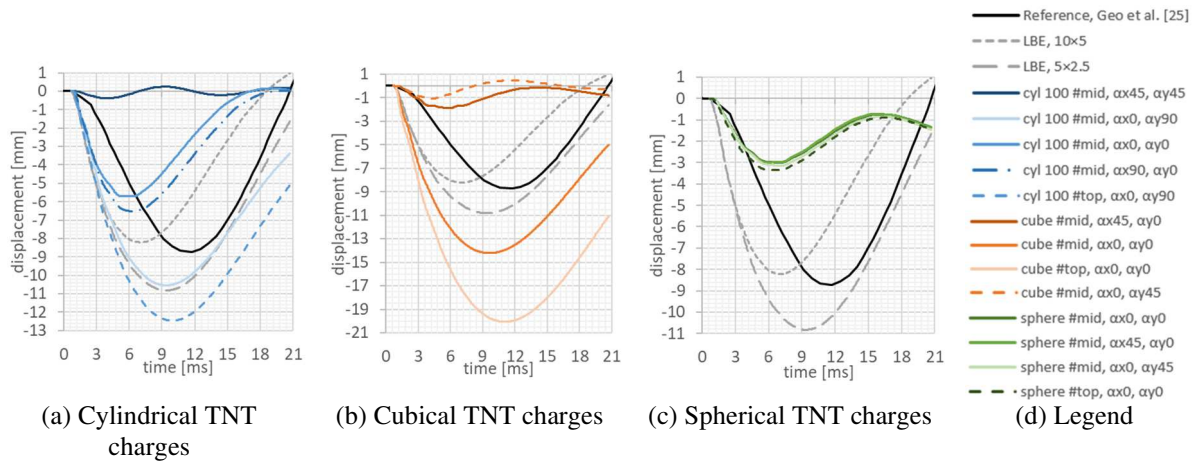 displacement [mm]
1
0
-1
-2
-3
-4
-5
-6
-7
-8
-9
-10
-11
-12
-13
0 3 6 9 12 15 18 21
time [ms]
(a) Cylindrical TNT
charges
displacement [mm]
1
-1
-3
-5
-7
-9
-11
-13
-15
-17
-19
-21
0 3 6 9 12 15 18 21
time [ms]
(b) Cubical TNT charges
displacement [mm]
1
0
-1
-2
-3
-4
-5
-6
-7
-8
-9
-10
-11
0 3 6 9 12 15 18 21
time [ms]
(c) Spherical TNT charges
Reference, Geo et al. [25]
LBE, 10×5
LBE, 5×2.5
cyl 100 #mid, αx45, αy45
cyl 100 #mid, αx0, αy90
cyl 100 #mid, αx0, αy0
cyl 100 #mid, αx90, αy0
cyl 100 #top, αx0, αy90
cube #mid, αx45, αy0
cube #mid, αx0, αy0
cube #top, αx0, αy0
cube #mid, αx0, αy45
sphere #mid, αx0, αy0
sphere #mid, αx45, αy0
sphere #mid, αx0, αy45
sphere #top, αx0, αy0
(d) Legend